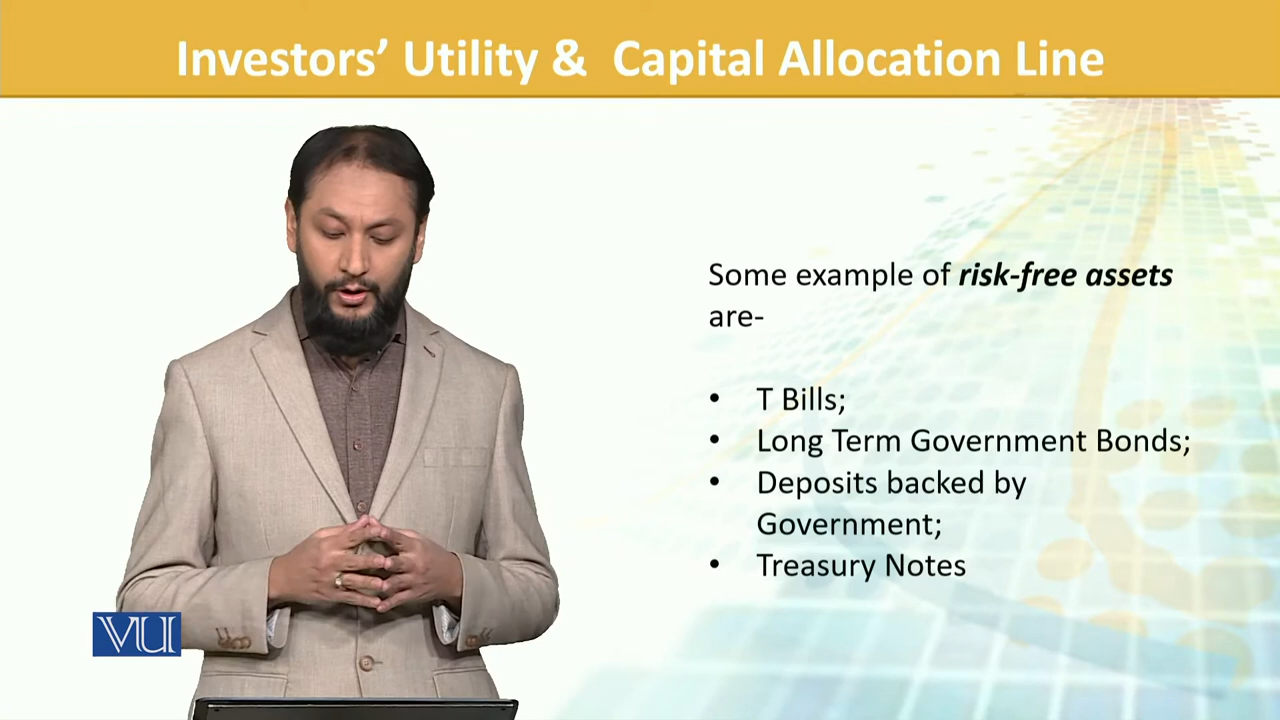 Investors’ Utility &  Capital Allocation Line
Some example of risk-free assets
are-
• T Bills;
• Long Term Government Bonds;
• Deposits backed by
Government;
• Treasury Notes
VU